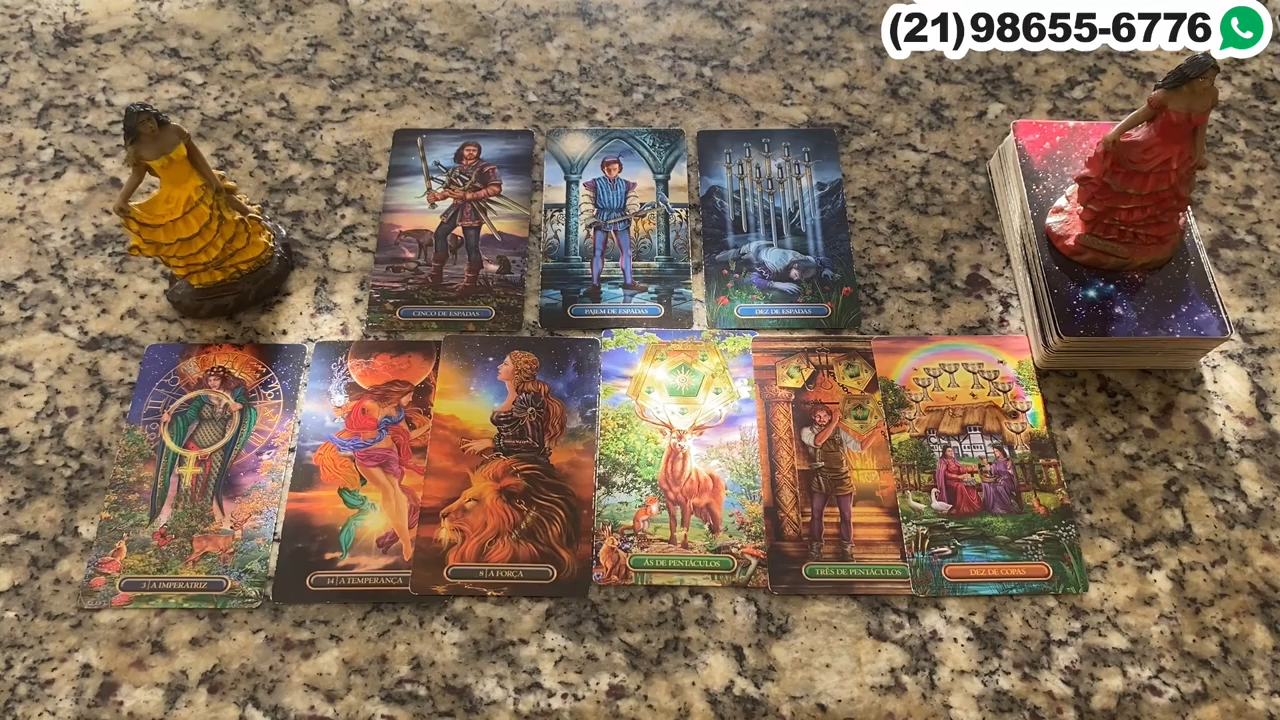 (21)98655-6776
CINCO DE ESPADAS
PAJEM DE ESPADAS
DEZ DE ESPADAS
3 | A IMPERATRIZ
14 | A TEMPERANÇA
8 | A FORÇA
ÁS DE PENTÁCULOS
TRÊS DE PENTÁCULOS
DEZ DE COPAS